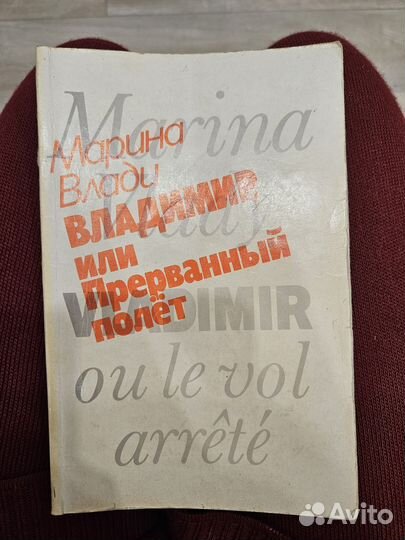 Marina
Vlady
VLADIMIR
ou le vol
arrêté
Марина
Влади
ВЛАДИМИР,
или
Прерванный
полёт
Avito